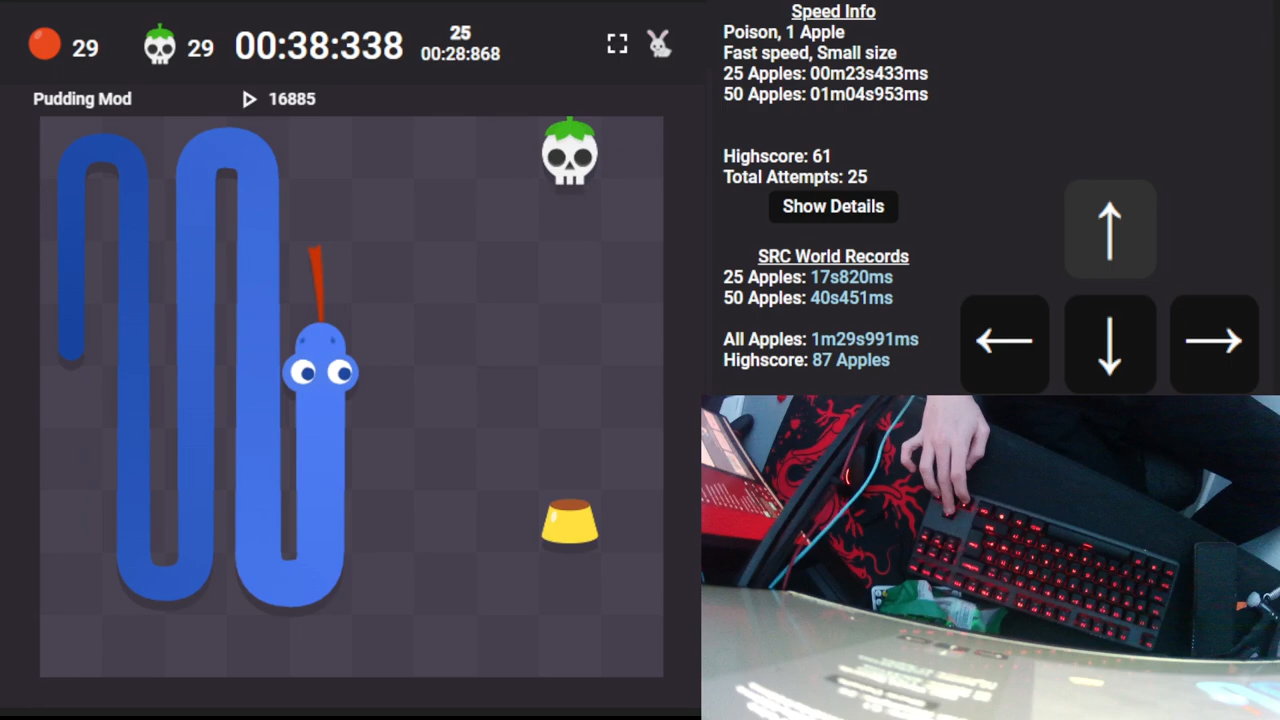 29
29
00:38:338
25
00:28:868
Pudding Mod
16885
Speed Info
Poison, 1 Apple
Fast speed, Small size
25 Apples: 00m23s433ms
50 Apples: 01m04s953ms
Highscore: 61
Total Attempts: 25
Show Details
SRC World Records
25 Apples: 17s820ms
50 Apples: 40s451ms
All Apples: 1m29s991ms
Highscore: 87 Apples